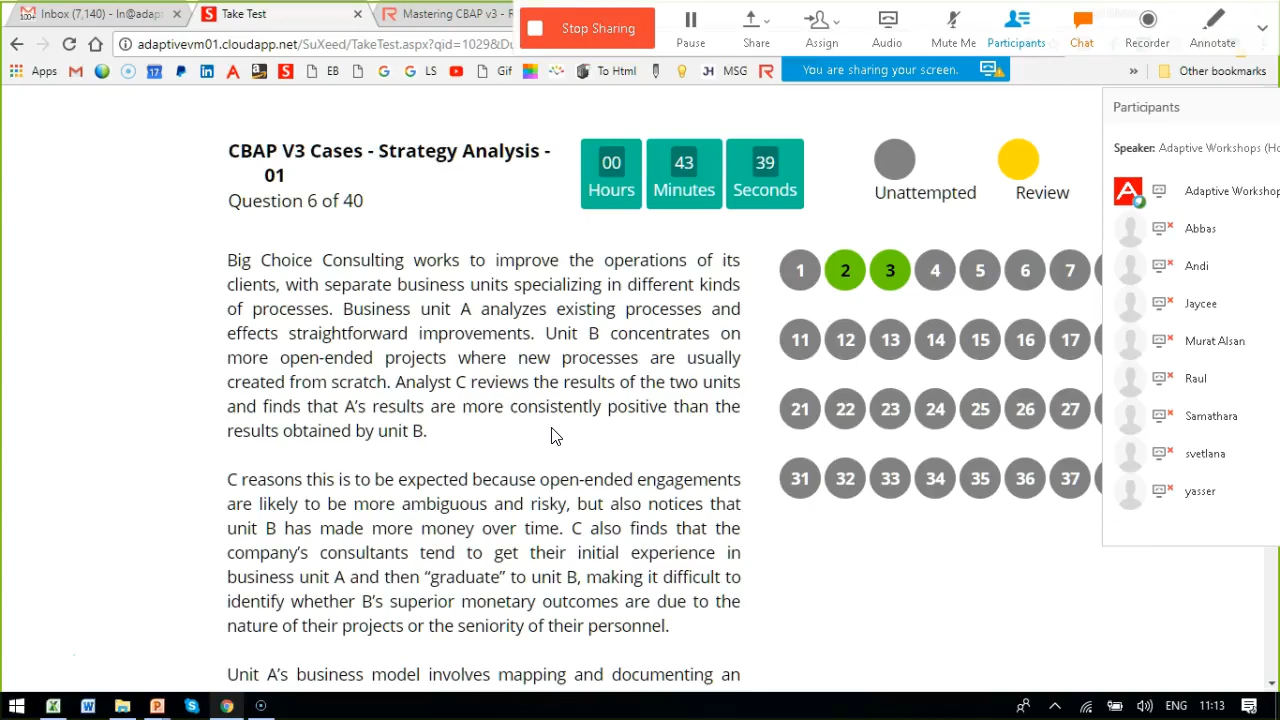 Inbox (7,140) - In@adap
Take Test
Mastering CBAP v3 - R
Stop Sharing
Pause
Share
Assign
Audio
Mute Me
Participants
Chat
Recorder
Annotate
adaptivevm01.cloudapp.net/SuXeed/TakeTest.aspx?qid=1029&Du
You are sharing your screen.
Apps
EB
LS
Gif
To Html
MSG
Other bookmarks
Participants
Speaker: Adaptive Workshops (Ho
Adaptive Workshop
Abbas
Andi
Jaycee
Murat Alsan
Raul
Samathara
svetlana
yasser
CBAP V3 Cases - Strategy Analysis -
01
Question 6 of 40
00 43 39
Hours Minutes Seconds
Unattempted Review
Big Choice Consulting works to improve the operations of its
clients, with separate business units specializing in different kinds
of processes. Business unit A analyzes existing processes and
effects straightforward improvements. Unit B concentrates on
more open-ended projects where new processes are usually
created from scratch. Analyst C reviews the results of the two units
and finds that A's results are more consistently positive than the
results obtained by unit B.
C reasons this is to be expected because open-ended engagements
are likely to be more ambiguous and risky, but also notices that
unit B has made more money over time. C also finds that the
company's consultants tend to get their initial experience in
business unit A and then “graduate” to unit B, making it difficult to
identify whether B's superior monetary outcomes are due to the
nature of their projects or the seniority of their personnel.
Unit A's business model involves mapping and documenting an
1 2 3 4 5 6 7
11 12 13 14 15 16 17
21 22 23 24 25 26 27
31 32 33 34 35 36 37
ENG 11:13